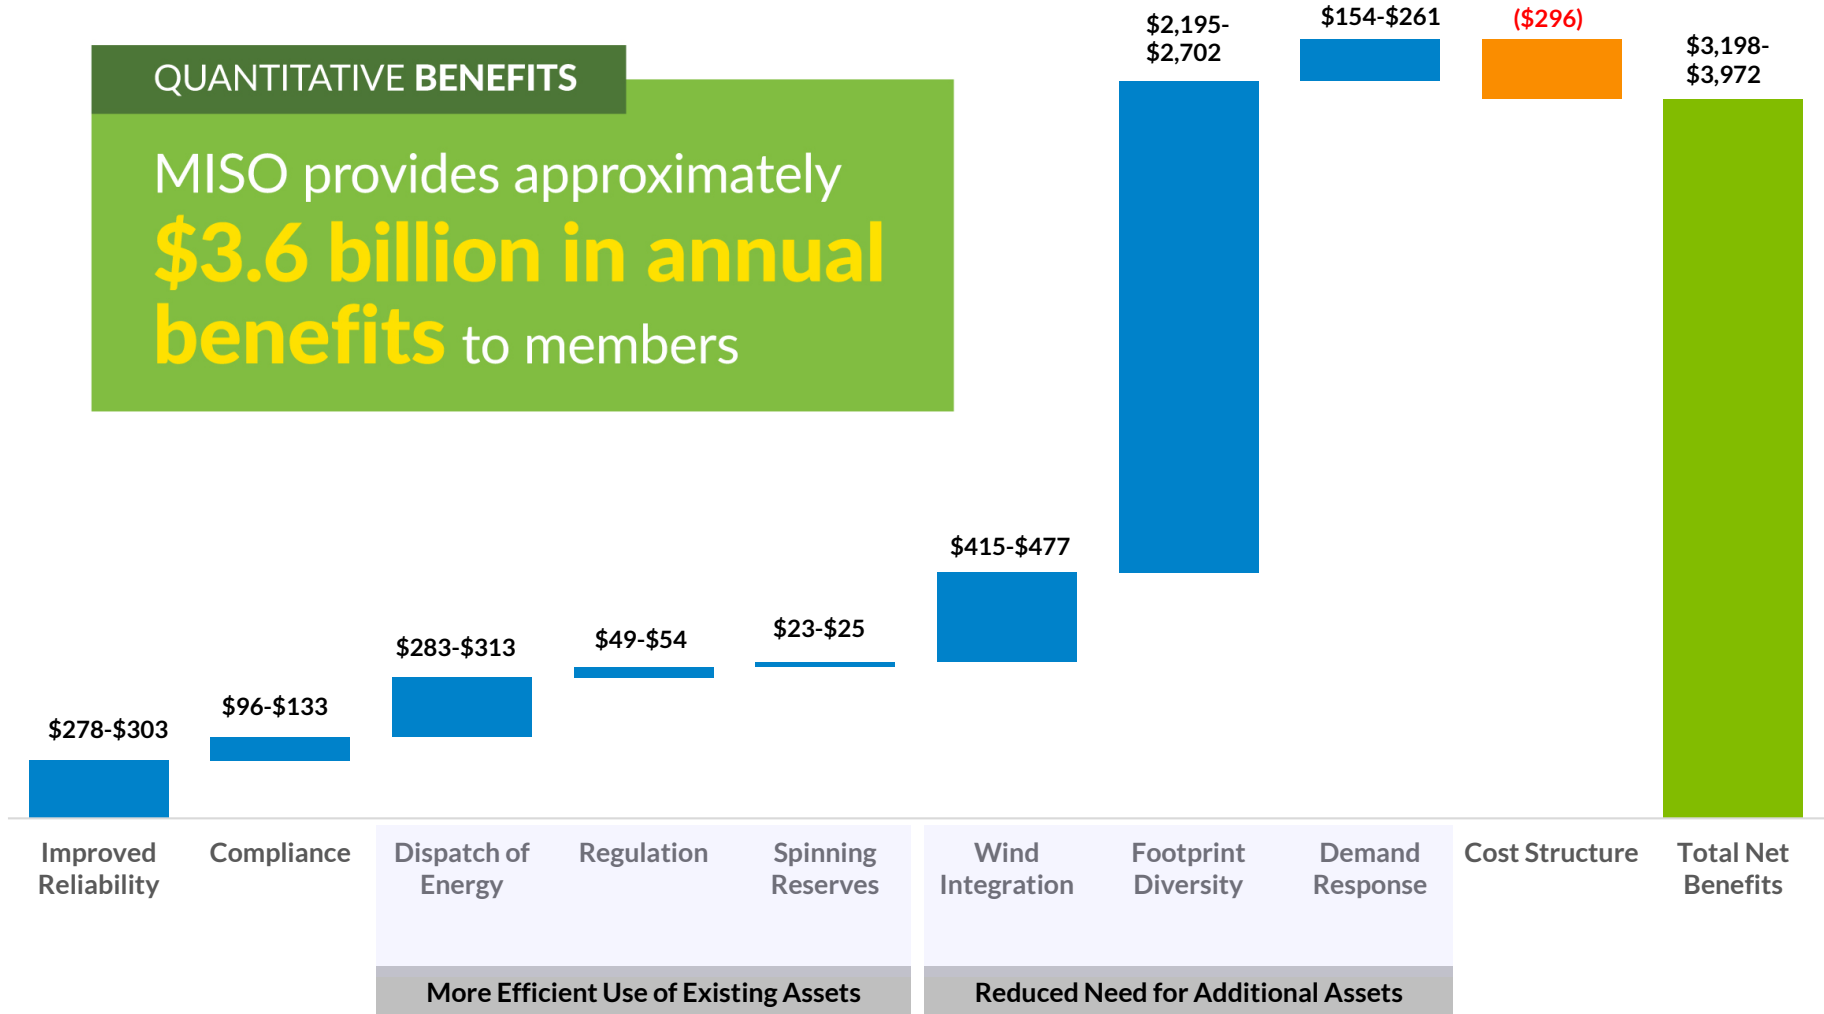 QUANTITATIVE BENEFITS
MISO provides approximately
$3.6 billion in annual
benefits to members
$278-$303
$96-$133
$283-$313
$49-$54
$23-$25
$415-$477
$2,195-
$2,702
$154-$261
($296)
$3,198-
$3,972
Improved
Reliability
Compliance
Dispatch of
Energy
Regulation
Spinning
Reserves
Wind
Integration
Footprint
Diversity
Demand
Response
Cost Structure
Total Net
Benefits
More Efficient Use of Existing Assets
Reduced Need for Additional Assets